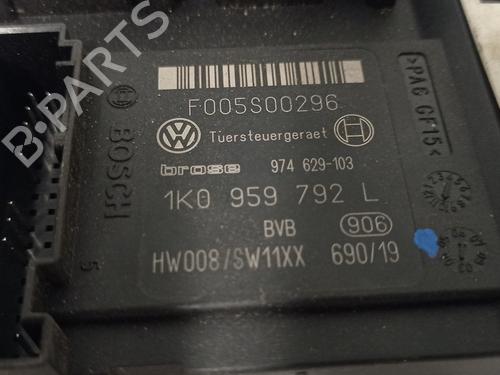 F005S00296
Tüersteuergeraet
brose 974 629-103
1K0 959 792 L
BVB 906
HW008/SW11XX 690/19
BOSCH
5
>PA6 GF15<
B-PARTS